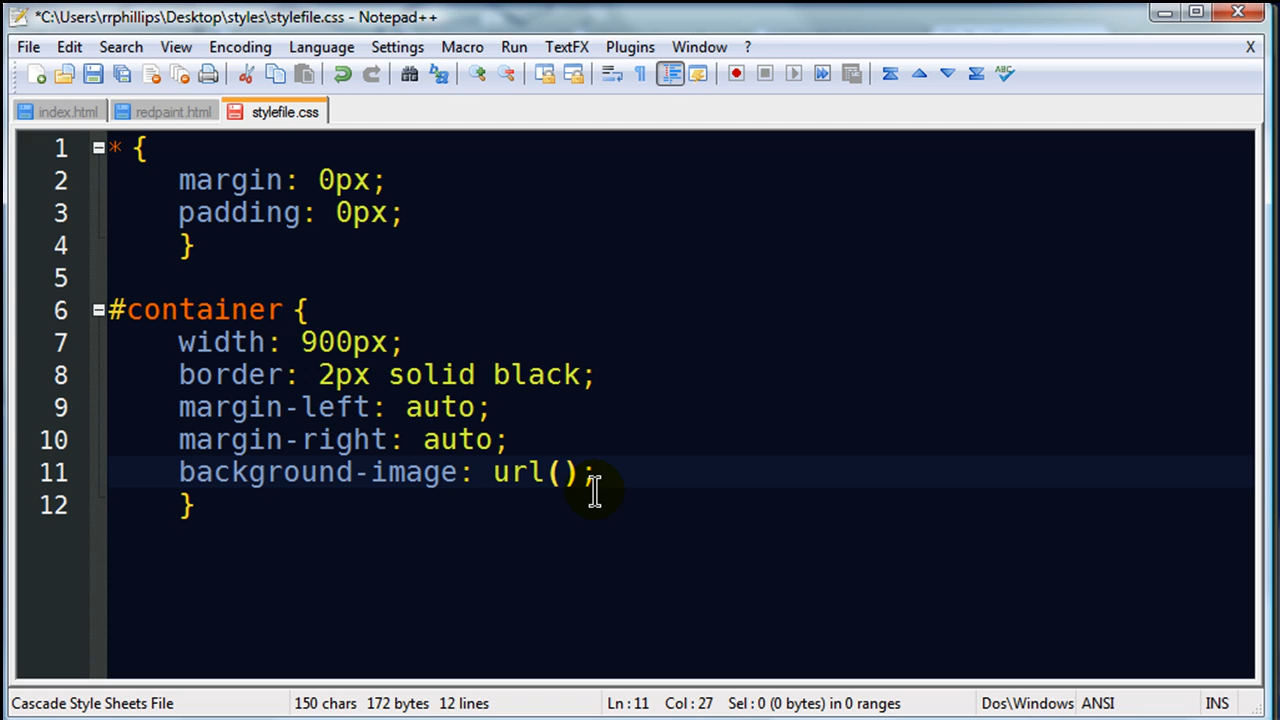 *C:\Users\rrphillips\Desktop\styles\stylefile.css - Notepad++
File Edit Search View Encoding Language Settings Macro Run TextFX Plugins Window ? X
index.html redpaint.html stylefile.css
1 * {
2 margin: 0px;
3 padding: 0px;
4 }
5
6 #container {
7 width: 900px;
8 border: 2px solid black;
9 margin-left: auto;
10 margin-right: auto;
11 background-image: url();
12 }
Cascade Style Sheets File 150 chars 172 bytes 12 lines Ln : 11 Col : 27 Sel : 0 (0 bytes) in 0 ranges Dos\Windows ANSI INS